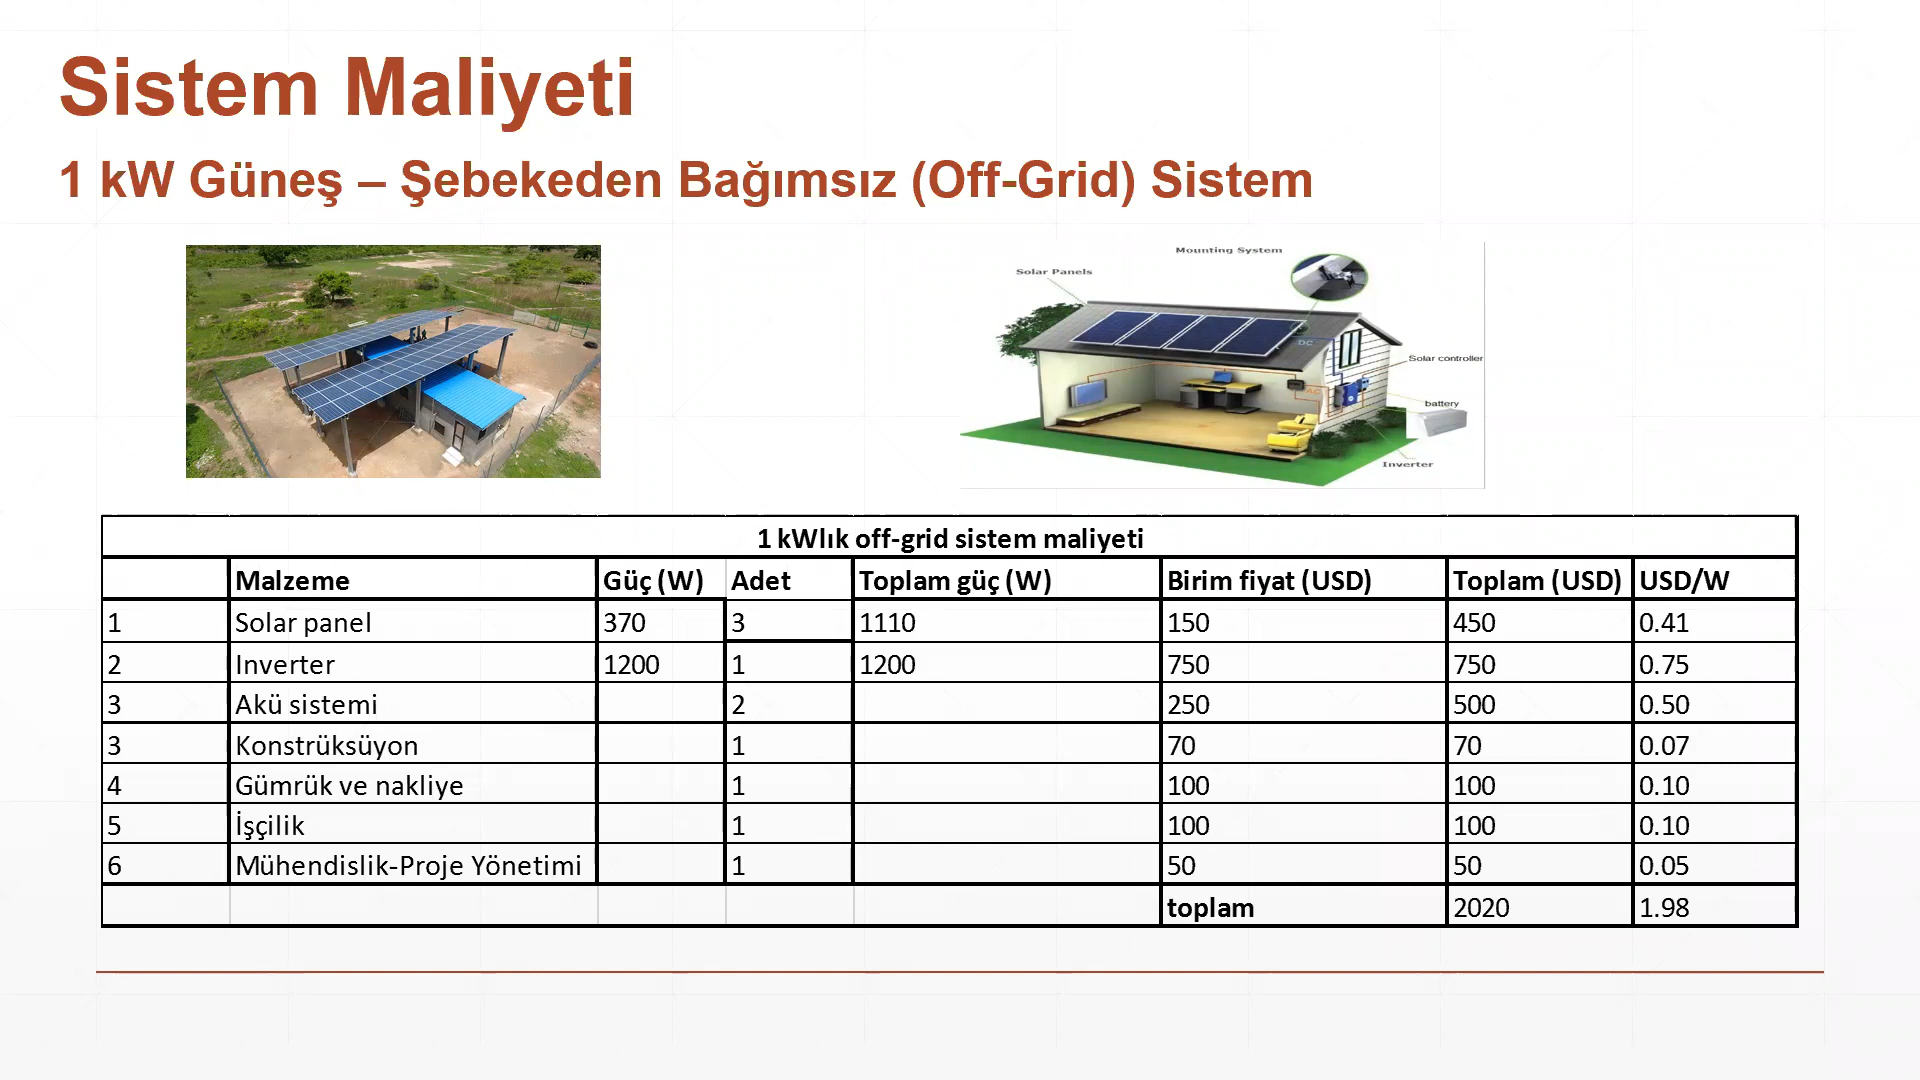 Sistem Maliyeti
1 kW Güneş – Şebekeden Bağımsız (Off-Grid) Sistem
Mounting System
Solar Panels
DC
Solar controller
AC
battery
Inverter
1 kWlık off-grid sistem maliyeti
Malzeme Güç (W) Adet Toplam güç (W) Birim fiyat (USD) Toplam (USD) USD/W
1 Solar panel 370 3 1110 150 450 0.41
2 Inverter 1200 1 1200 750 750 0.75
3 Akü sistemi 2 250 500 0.50
3 Konstrüksüyon 1 70 70 0.07
4 Gümrük ve nakliye 1 100 100 0.10
5 İşçilik 1 100 100 0.10
6 Mühendislik-Proje Yönetimi 1 50 50 0.05
toplam 2020 1.98